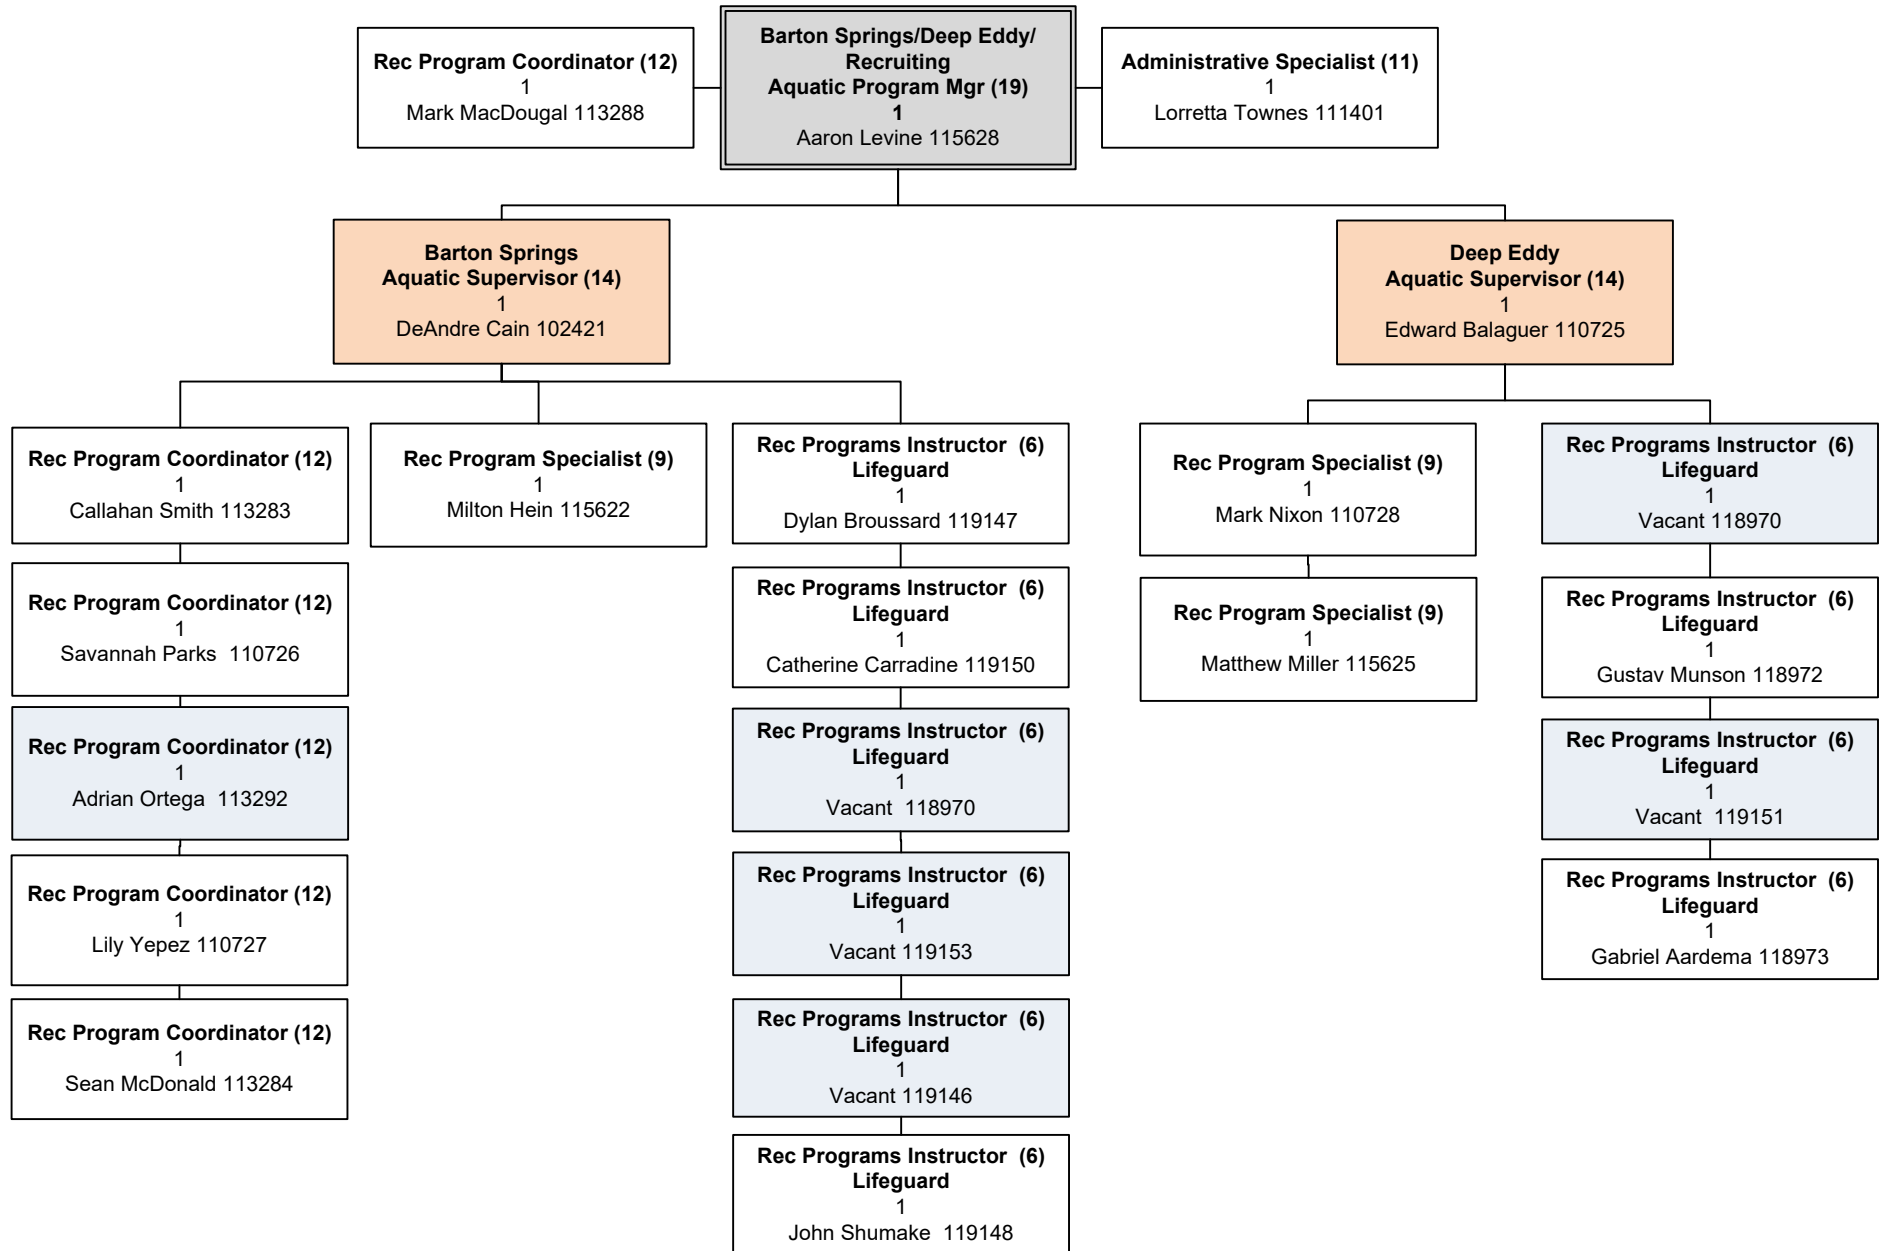 Rec Program Coordinator (12)
1
Mark MacDougal 113288
Barton Springs/Deep Eddy/
Recruiting
Aquatic Program Mgr (19)
1
Aaron Levine 115628
Administrative Specialist (11)
1
Lorretta Townes 111401
Barton Springs
Aquatic Supervisor (14)
1
DeAndre Cain 102421
Deep Eddy
Aquatic Supervisor (14)
1
Edward Balaguer 110725
Rec Program Coordinator (12)
1
Callahan Smith 113283
Rec Program Coordinator (12)
1
Savannah Parks  110726
Rec Program Coordinator (12)
1
Adrian Ortega  113292
Rec Program Coordinator (12)
1
Lily Yepez 110727
Rec Program Coordinator (12)
1
Sean McDonald 113284
Rec Program Specialist (9)
1
Milton Hein 115622
Rec Programs Instructor  (6)
Lifeguard
1
Dylan Broussard 119147
Rec Programs Instructor  (6)
Lifeguard
1
Catherine Carradine 119150
Rec Programs Instructor  (6)
Lifeguard
1
Vacant  118970
Rec Programs Instructor  (6)
Lifeguard
1
Vacant 119153
Rec Programs Instructor  (6)
Lifeguard
1
Vacant 119146
Rec Programs Instructor  (6)
Lifeguard
1
John Shumake  119148
Rec Program Specialist (9)
1
Mark Nixon 110728
Rec Program Specialist (9)
1
Matthew Miller 115625
Rec Programs Instructor  (6)
Lifeguard
1
Vacant 118970
Rec Programs Instructor  (6)
Lifeguard
1
Gustav Munson 118972
Rec Programs Instructor  (6)
Lifeguard
1
Vacant  119151
Rec Programs Instructor  (6)
Lifeguard
1
Gabriel Aardema 118973